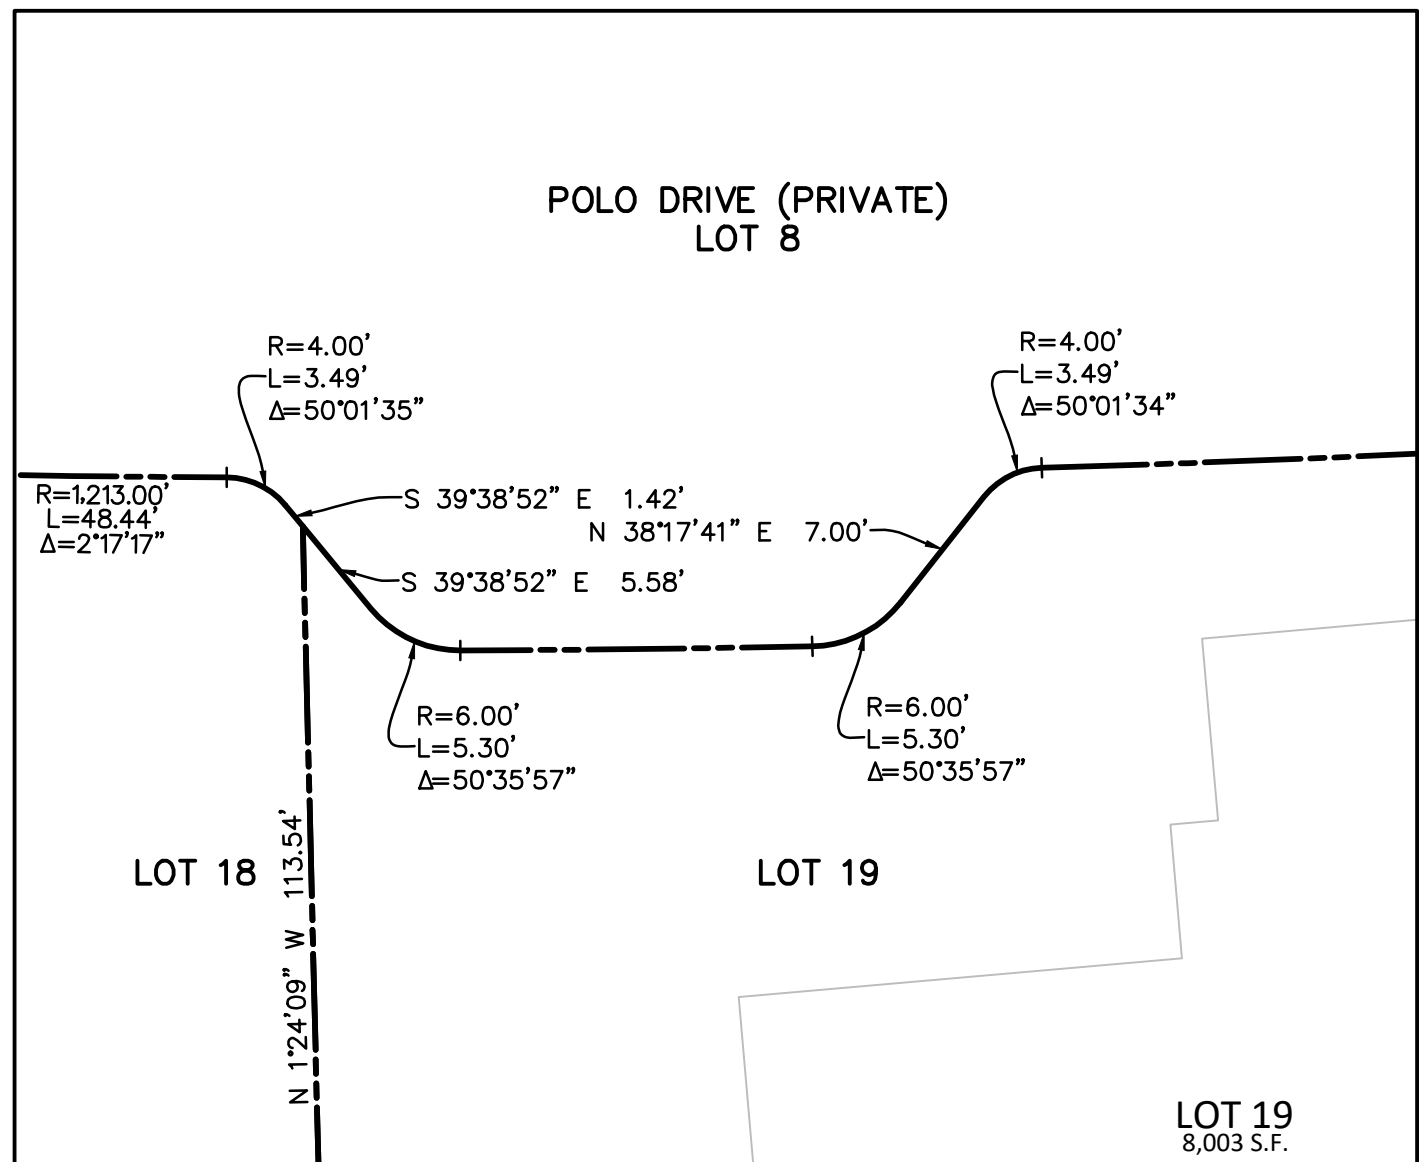 POLO DRIVE (PRIVATE)
LOT 8
R=4.00'
L=3.49'
Δ=50°01'35"
R=4.00'
L=3.49'
Δ=50°01'34"
R=1,213.00'
L=48.44'
Δ=2°17'17"
S 39°38'52" E 1.42'
N 38°17'41" E 7.00'
S 39°38'52" E 5.58'
R=6.00'
L=5.30'
Δ=50°35'57"
R=6.00'
L=5.30'
Δ=50°35'57"
N 1°24'09" W 113.54'
LOT 18
LOT 19
LOT 19
8,003 S.F.